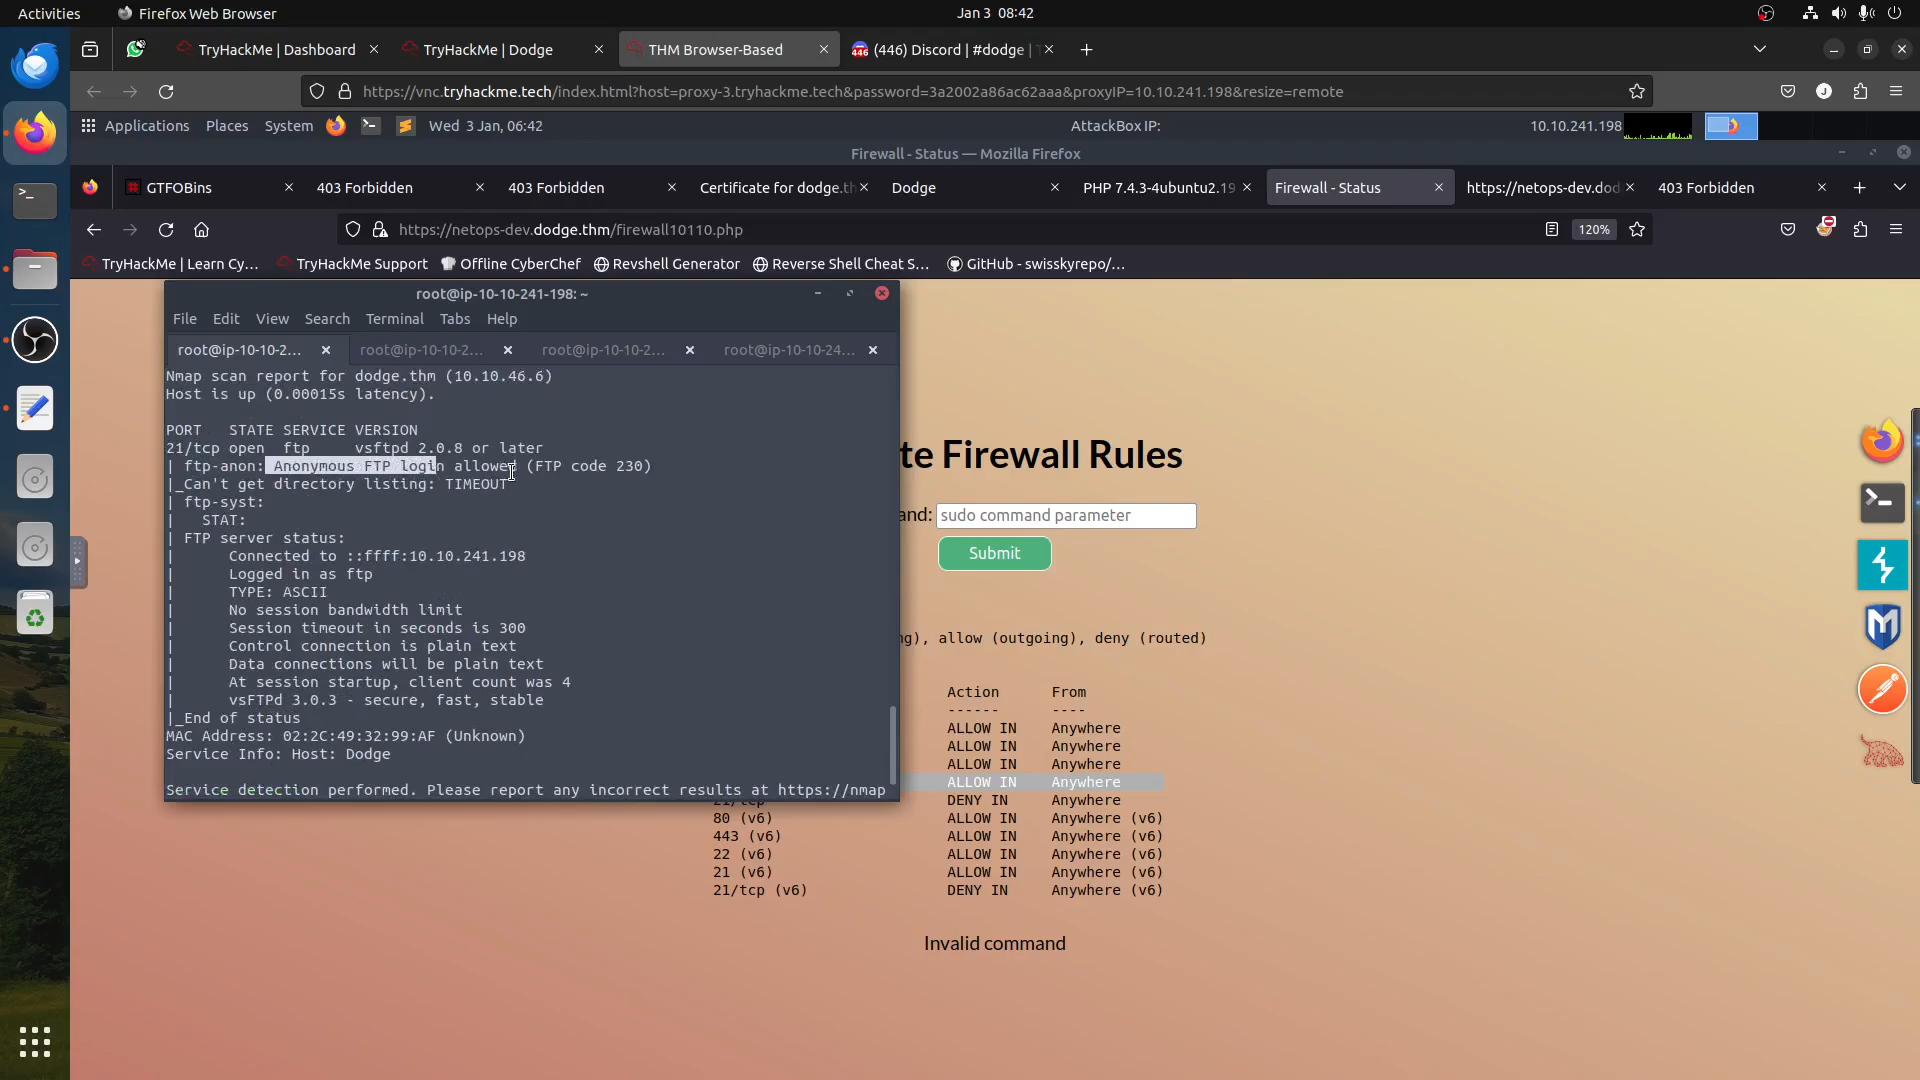 Activities
Firefox Web Browser
Jan 3 08:42
TryHackMe | Dashboard
TryHackMe | Dodge
THM Browser-Based
446
(446) Discord | #dodge |
https://vnc.tryhackme.tech/index.html?host=proxy-3.tryhackme.tech&password=3a2002a86ac62aaa&proxyIP=10.10.241.198&resize=remote
J
Applications
Places
System
Wed 3 Jan, 06:42
AttackBox IP:
10.10.241.198
Firewall - Status — Mozilla Firefox
GTFOBins
403 Forbidden
403 Forbidden
Certificate for dodge.th
Dodge
PHP 7.4.3-4ubuntu2.19
Firewall - Status
https://netops-dev.dod
403 Forbidden
https://netops-dev.dodge.thm/firewall10110.php
120%
TryHackMe | Learn Cy...
TryHackMe Support
Offline CyberChef
Revshell Generator
Reverse Shell Cheat S...
GitHub - swisskyrepo/...
root@ip-10-10-241-198: ~
File Edit View Search Terminal Tabs Help
root@ip-10-10-2...
root@ip-10-10-2...
root@ip-10-10-2...
root@ip-10-10-24...
Nmap scan report for dodge.thm (10.10.46.6)
Host is up (0.00015s latency).
PORT   STATE SERVICE VERSION
21/tcp open  ftp     vsftpd 2.0.8 or later
| ftp-anon: Anonymous FTP login allowed (FTP code 230)
|_Can't get directory listing: TIMEOUT
| ftp-syst:
|   STAT:
| FTP server status:
|      Connected to ::ffff:10.10.241.198
|      Logged in as ftp
|      TYPE: ASCII
|      No session bandwidth limit
|      Session timeout in seconds is 300
|      Control connection is plain text
|      Data connections will be plain text
|      At session startup, client count was 4
|      vsFTPd 3.0.3 - secure, fast, stable
|_End of status
MAC Address: 02:2C:49:32:99:AF (Unknown)
Service Info: Host: Dodge
Service detection performed. Please report any incorrect results at https://nmap
te Firewall Rules
and:
sudo command parameter
Submit
ng), allow (outgoing), deny (routed)
Action From
------ ----
ALLOW IN Anywhere
ALLOW IN Anywhere
ALLOW IN Anywhere
ALLOW IN Anywhere
21/tcp DENY IN Anywhere
80 (v6) ALLOW IN Anywhere (v6)
443 (v6) ALLOW IN Anywhere (v6)
22 (v6) ALLOW IN Anywhere (v6)
21 (v6) ALLOW IN Anywhere (v6)
21/tcp (v6) DENY IN Anywhere (v6)
Invalid command